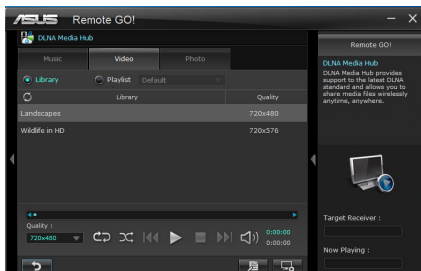 ASUS Remote GO!
DLNA Media Hub
Music Video Photo
Library Playlist Default
Library Quality
Landscapes 720x480
Wildlife in HD 720x576
Quality :
720x480
0:00:00
0:00:00
Remote GO!
DLNA Media Hub
DLNA Media Hub provides
support to the latest DLNA
standard and allows you to
share media files wirelessly
anytime, anywhere.
Target Receiver :
Now Playing :